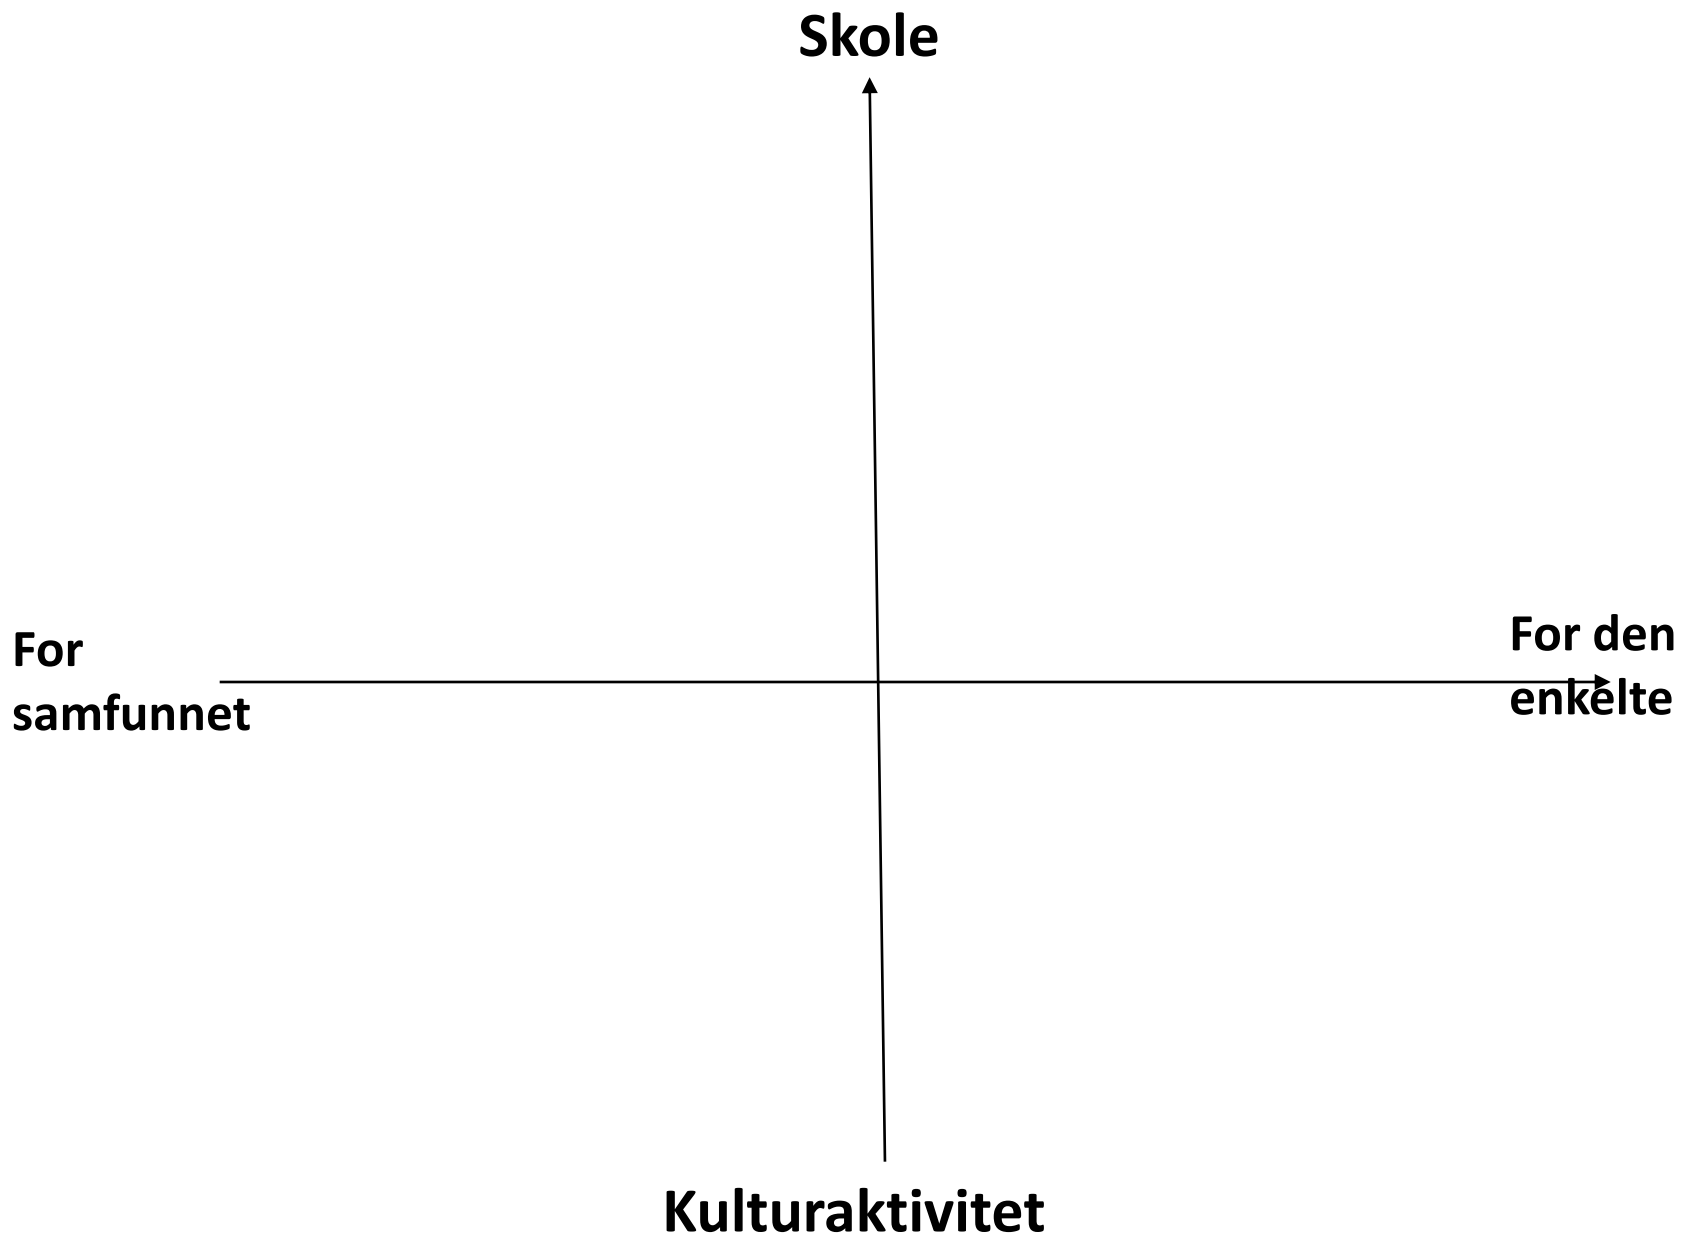 Skole
For
samfunnet
For den
enkelte
Kulturaktivitet